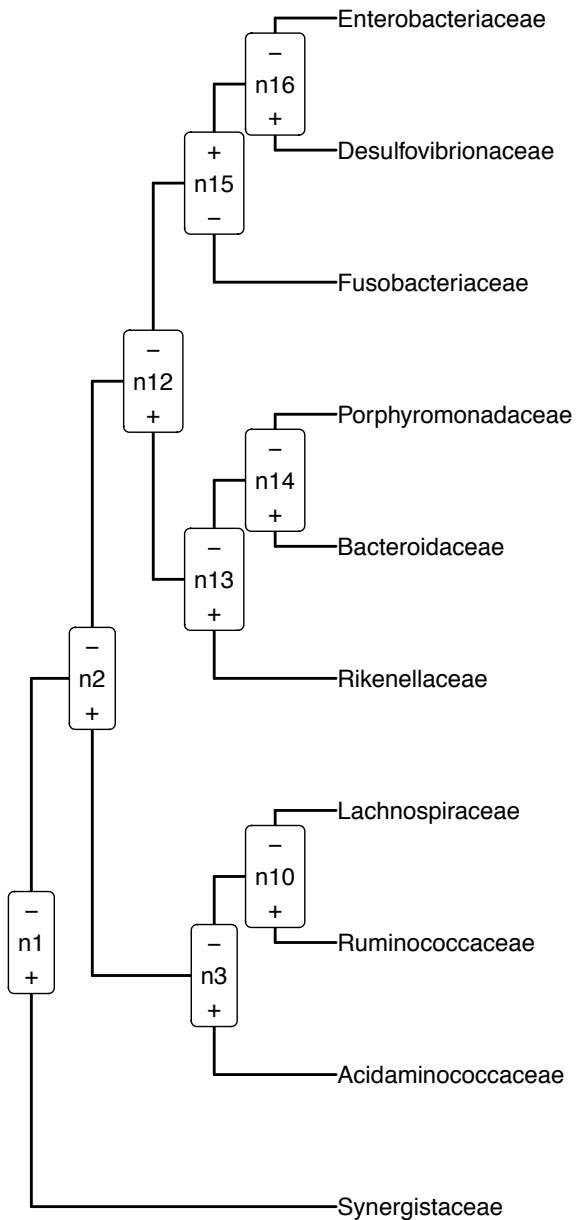 Enterobacteriaceae
–
n16
+
Desulfovibrionaceae
+
n15
–
Fusobacteriaceae
–
n12
+
Porphyromonadaceae
–
n14
+
Bacteroidaceae
–
n13
+
Rikenellaceae
–
n2
+
Lachnospiraceae
–
n10
+
Ruminococcaceae
–
n3
+
Acidaminococcaceae
–
n1
+
Synergistaceae